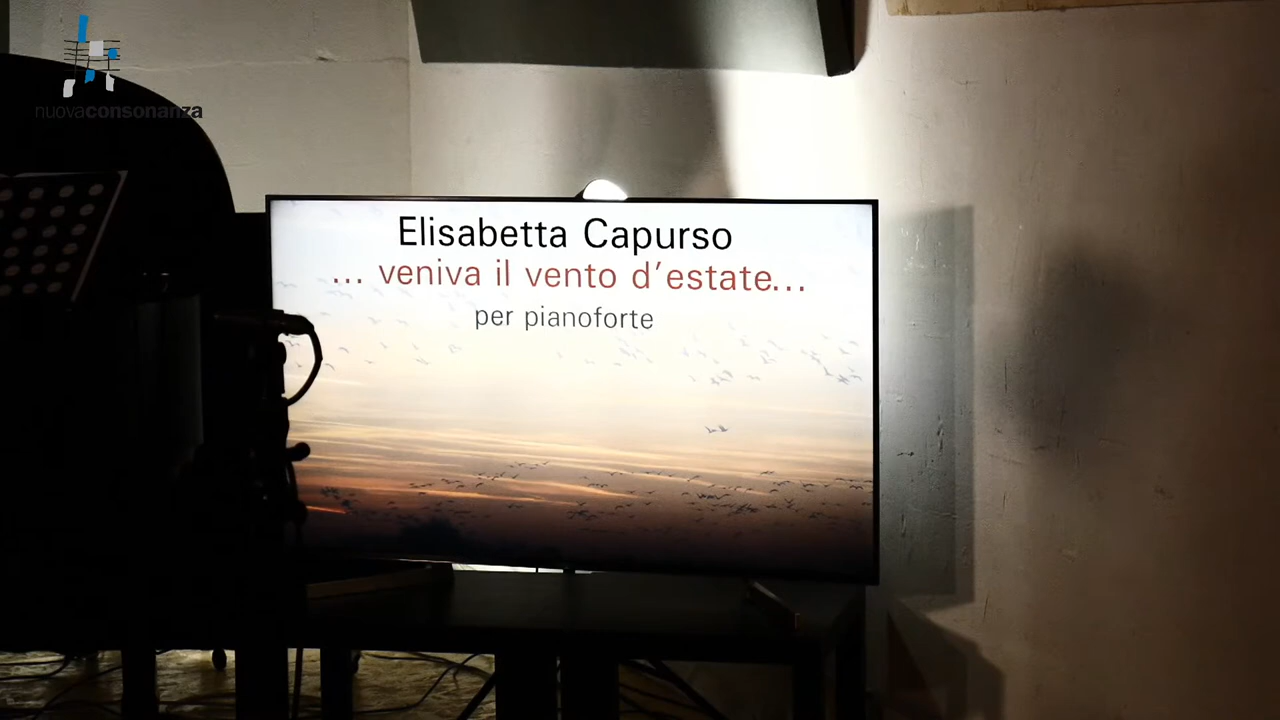 nuovaconsonanza
Elisabetta Capurso
... veniva il vento d'estate...
per pianoforte